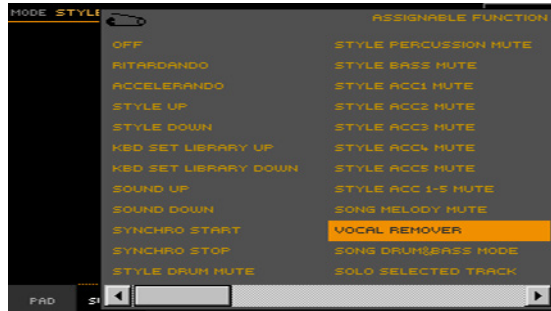 MODE STYLE
ASSIGNABLE FUNCTION
OFF
RITARDANDO
ACCELERANDO
STYLE UP
STYLE DOWN
KBD SET LIBRARY UP
KBD SET LIBRARY DOWN
SOUND UP
SOUND DOWN
SYNCHRO START
SYNCHRO STOP
STYLE DRUM MUTE
STYLE PERCUSSION MUTE
STYLE BASS MUTE
STYLE ACC1 MUTE
STYLE ACC2 MUTE
STYLE ACC3 MUTE
STYLE ACC4 MUTE
STYLE ACC5 MUTE
STYLE ACC 1-5 MUTE
SONG MELODY MUTE
VOCAL REMOVER
SONG DRUM&BASS MODE
SOLO SELECTED TRACK
PAD